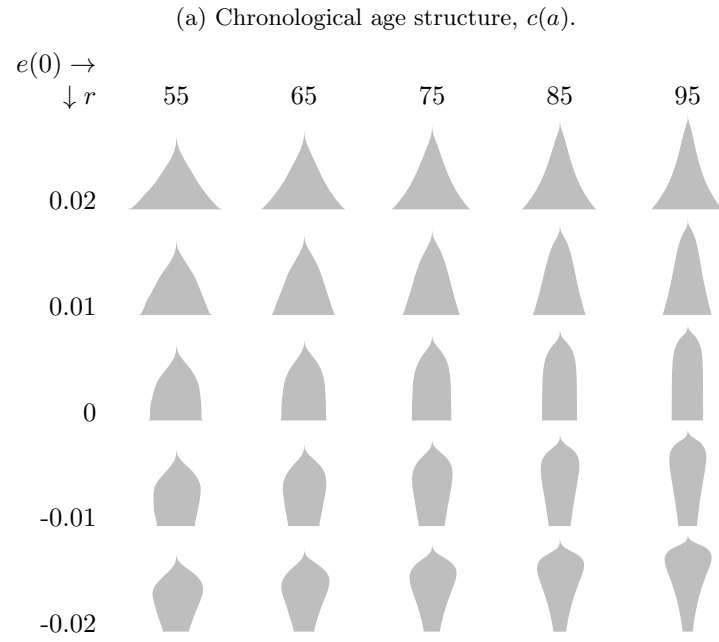 (a) Chronological age structure, c(a).
e(0) →
↓ r 55 65 75 85 95
0.02
0.01
0
-0.01
-0.02